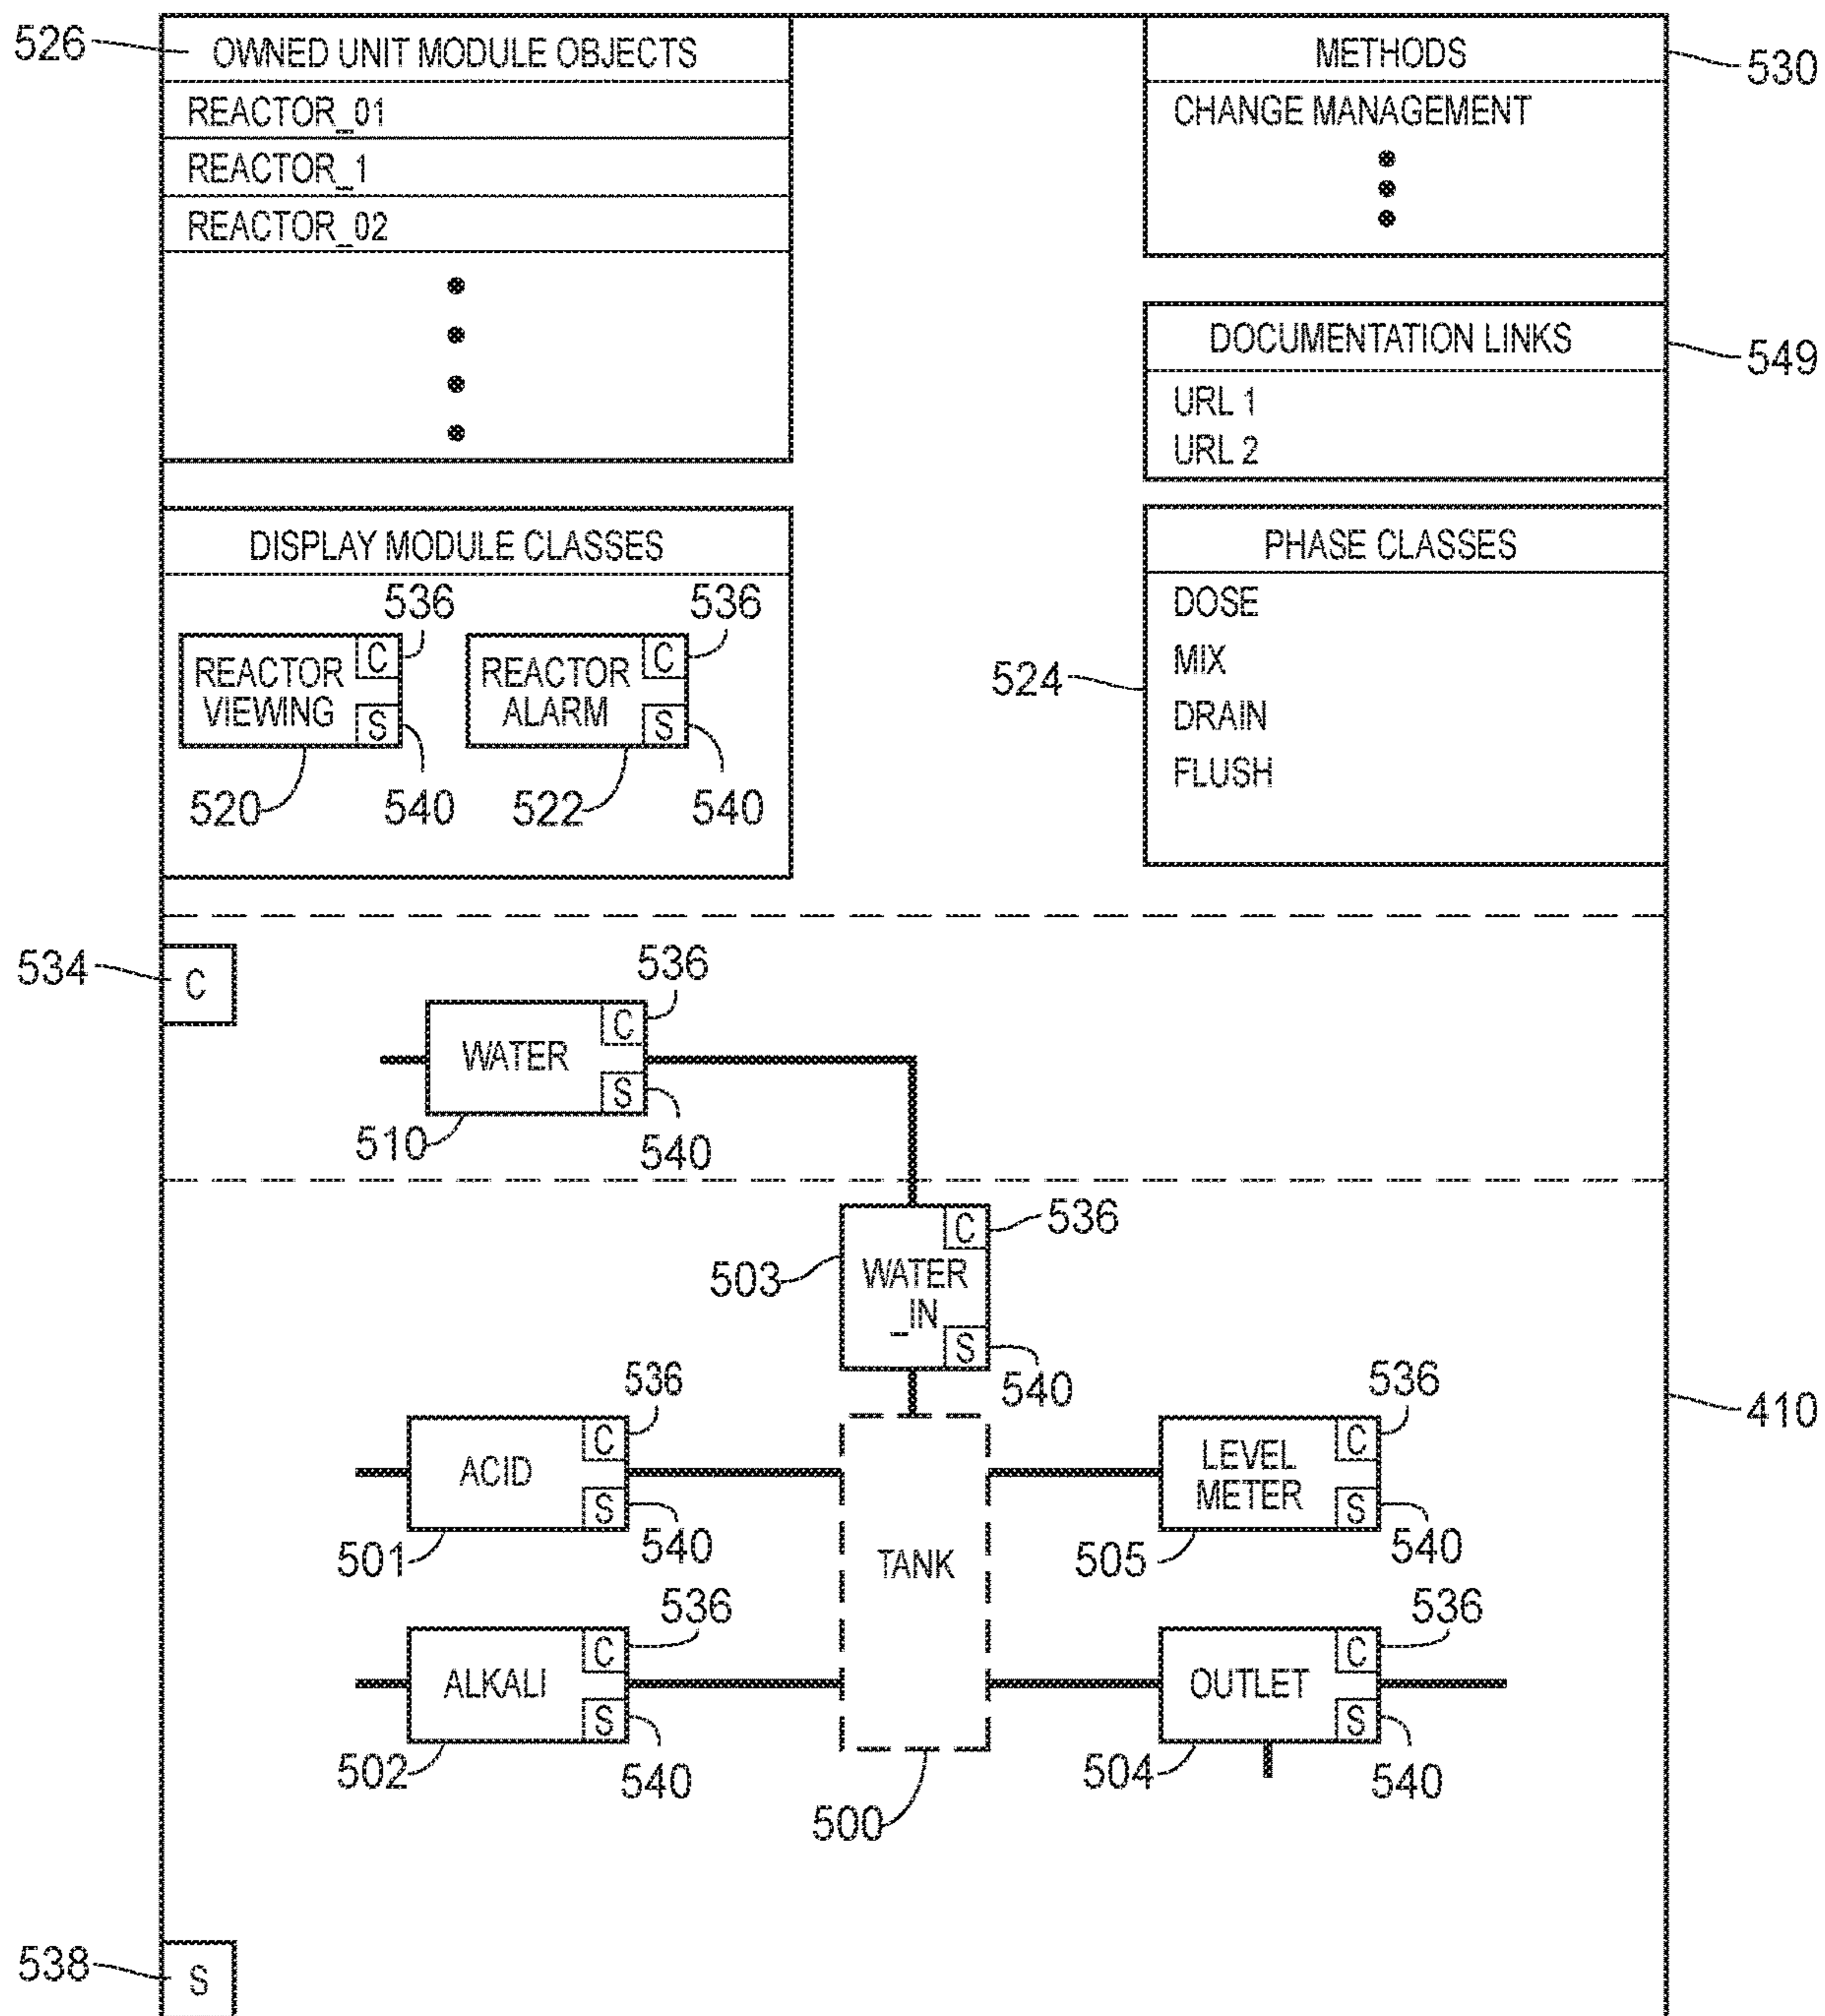 526
OWNED UNIT MODULE OBJECTS
REACTOR_01
REACTOR_1
REACTOR_02
METHODS
530
CHANGE MANAGEMENT
DOCUMENTATION LINKS
549
URL 1
URL 2
DISPLAY MODULE CLASSES
536
536
REACTOR
VIEWING
C
S
REACTOR
ALARM
C
S
520
540
522
540
PHASE CLASSES
524
DOSE
MIX
DRAIN
FLUSH
534
C
536
WATER
C
S
510
540
536
503
WATER
_IN
C
S
540
536
ACID
C
S
501
540
536
LEVEL
METER
C
S
505
540
410
TANK
536
ALKALI
C
S
502
540
536
OUTLET
C
S
504
540
500
538
S